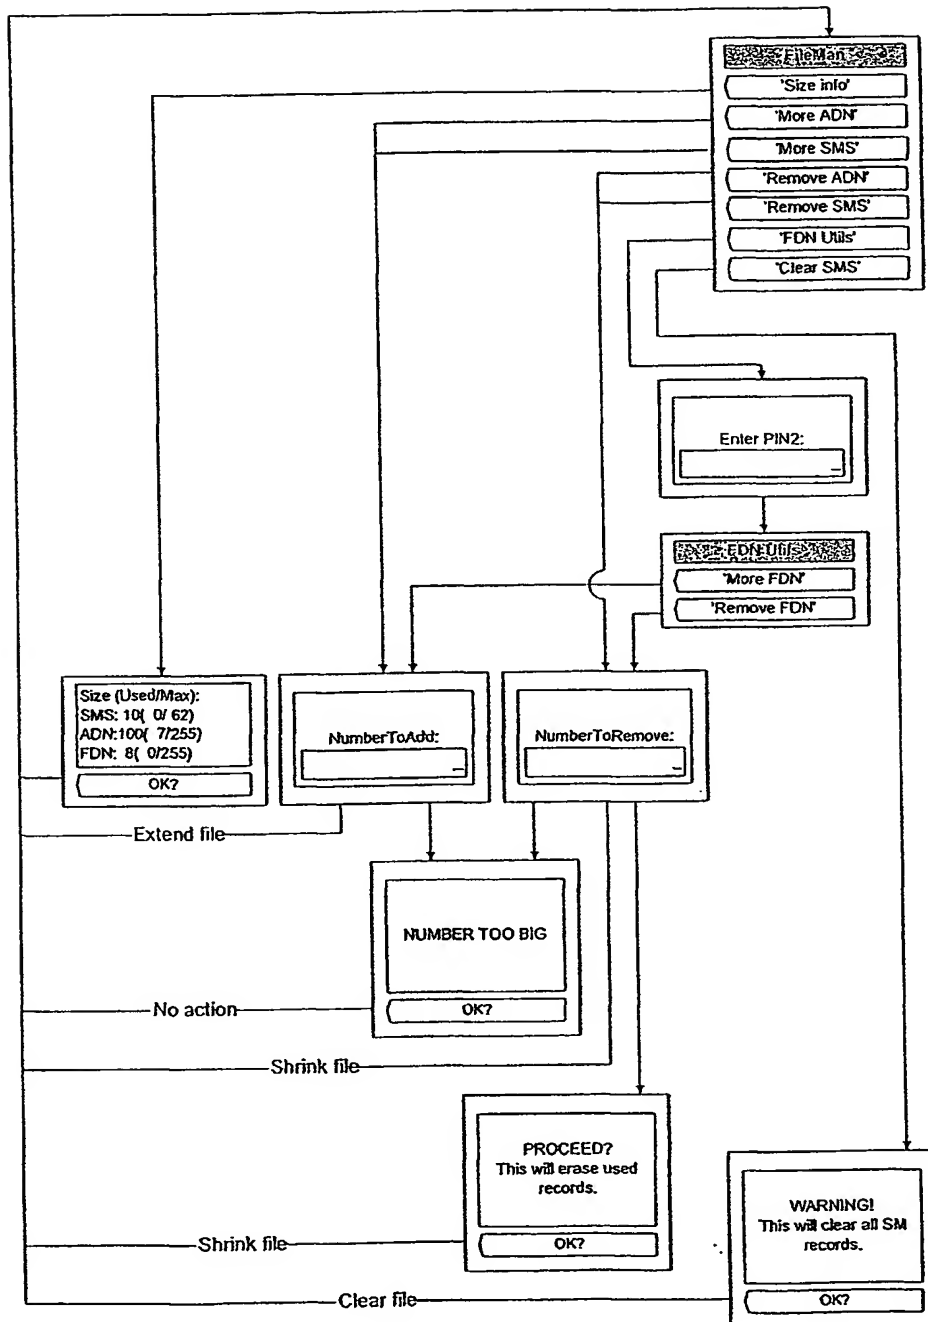 FileMan
'Size info'
'More ADN'
'More SMS'
'Remove ADN'
'Remove SMS'
'FDN Utils'
'Clear SMS'
Enter PIN2:
_
FDN Utils
'More FDN'
'Remove FDN'
Size (Used/Max):
SMS: 10( 0/ 62)
ADN:100( 7/255)
FDN: 8( 0/255)
OK?
NumberToAdd:
_
NumberToRemove:
_
Extend file
NUMBER TOO BIG
OK?
No action
Shrink file
PROCEED?
This will erase used
records.
OK?
Shrink file
WARNING!
This will clear all SM
records.
OK?
Clear file